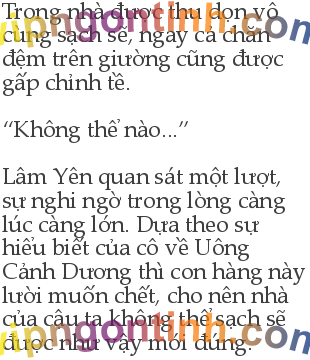 Trong nhà được thu dọn vô
cùng sạch sẽ, ngay cả chăn
đệm trên giường cũng được
gấp chỉnh tề.
“Không thể nào...”
Lâm Yên quan sát một lượt,
sự nghi ngờ trong lòng càng
lúc càng lớn. Dựa theo sự
hiểu biết của cô về Uông
Cảnh Dương thì con hàng này
lười muốn chết, cho nên nhà
của cậu ta không thể sạch sẽ
được như vậy mới đúng.
vipngontinh.com
vipngontinh.com